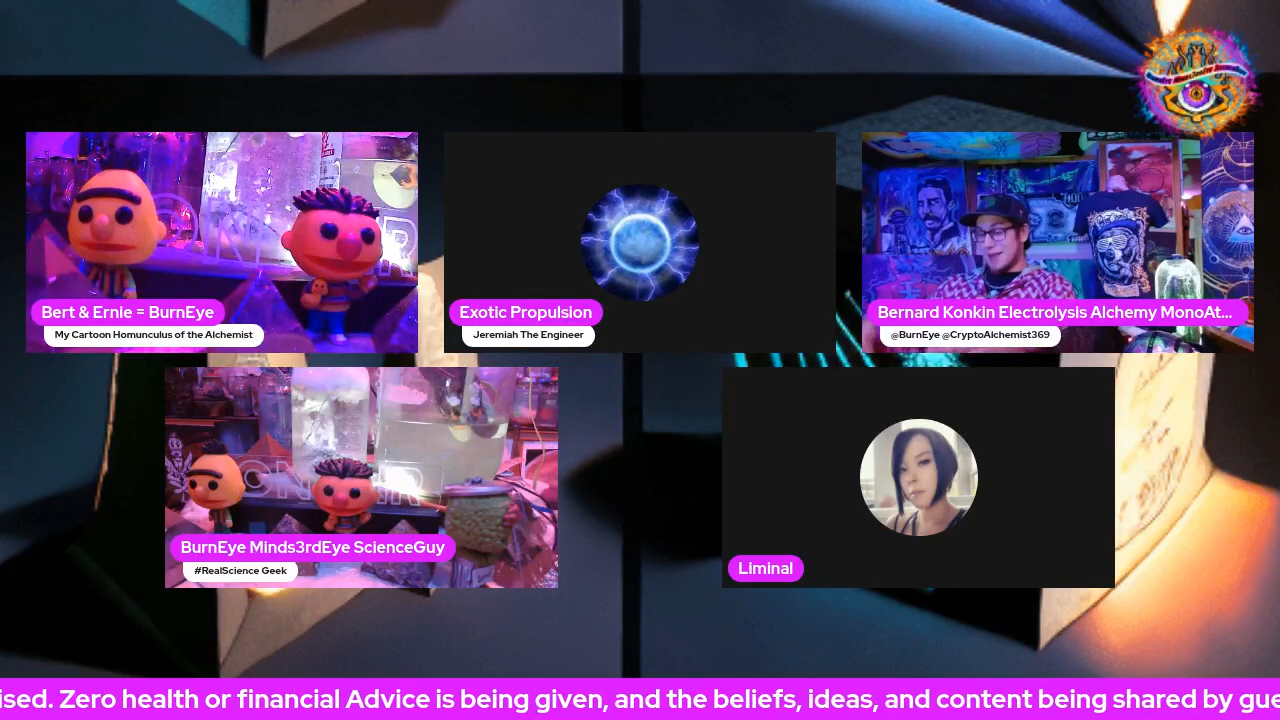 Bert & Ernie = BurnEye
My Cartoon Homunculus of the Alchemist
Exotic Propulsion
Jeremiah The Engineer
Bernard Konkin Electrolysis Alchemy MonoAt...
@BurnEye @CryptoAlchemist369
BurnEye Minds3rdEye ScienceGuy
#RealScience Geek
Liminal
ised. Zero health or financial Advice is being given, and the beliefs, ideas, and content being shared by gue